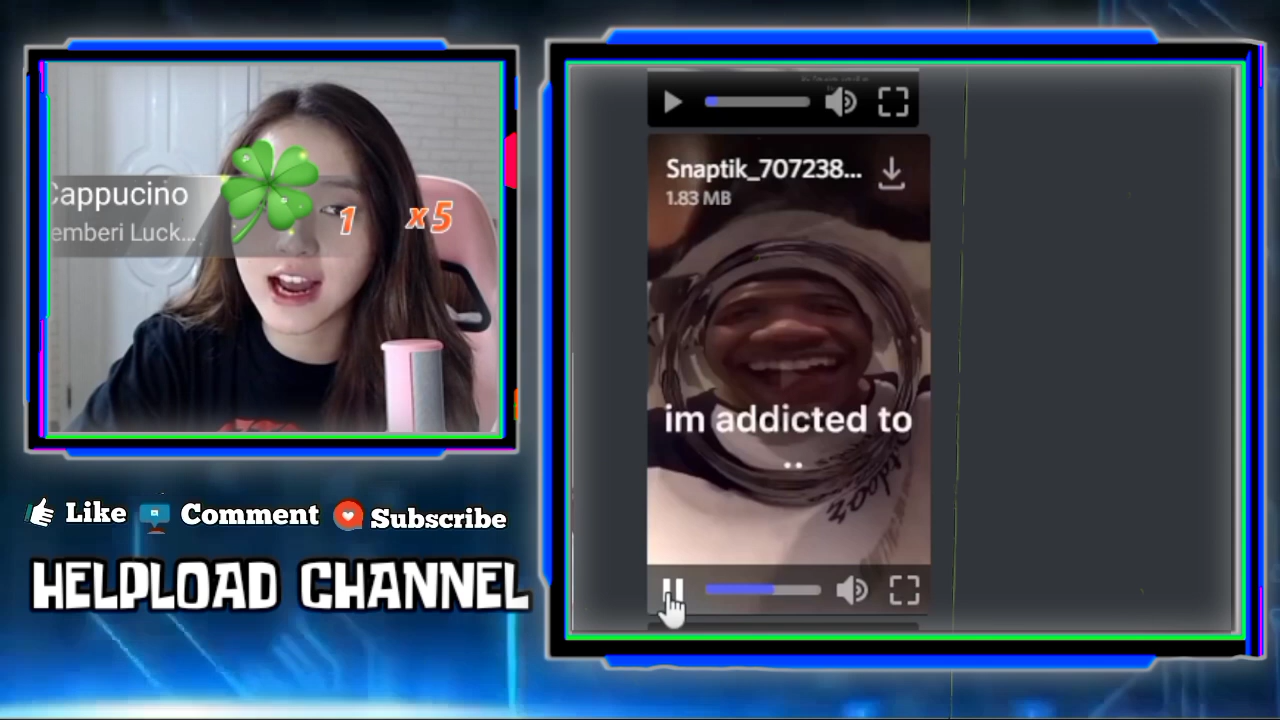 Cappucino
emberi Luck...
1 x5
Like Comment Subscribe
HELPLOAD CHANNEL
Snaptik_707238...
1.83 MB
im addicted to
..